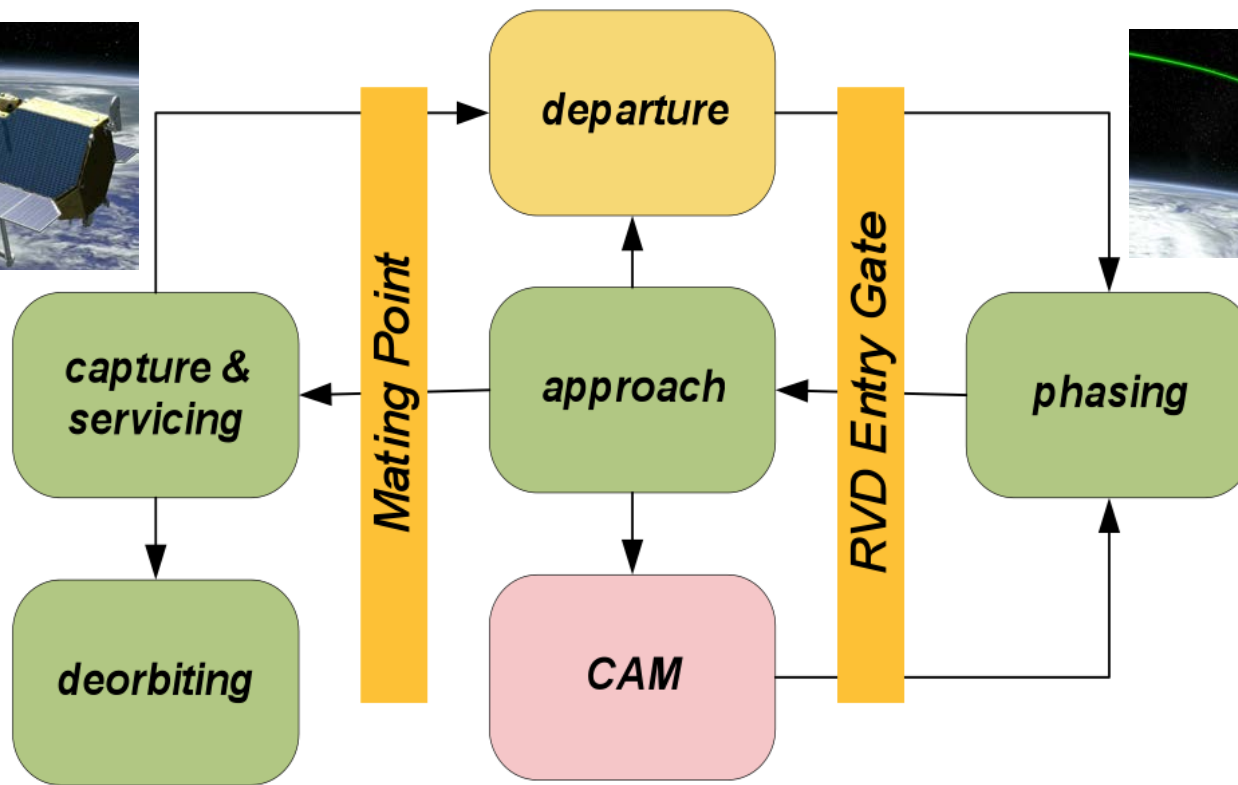 departure
Mating Point
RVD Entry Gate
capture &
servicing
approach
phasing
deorbiting
CAM